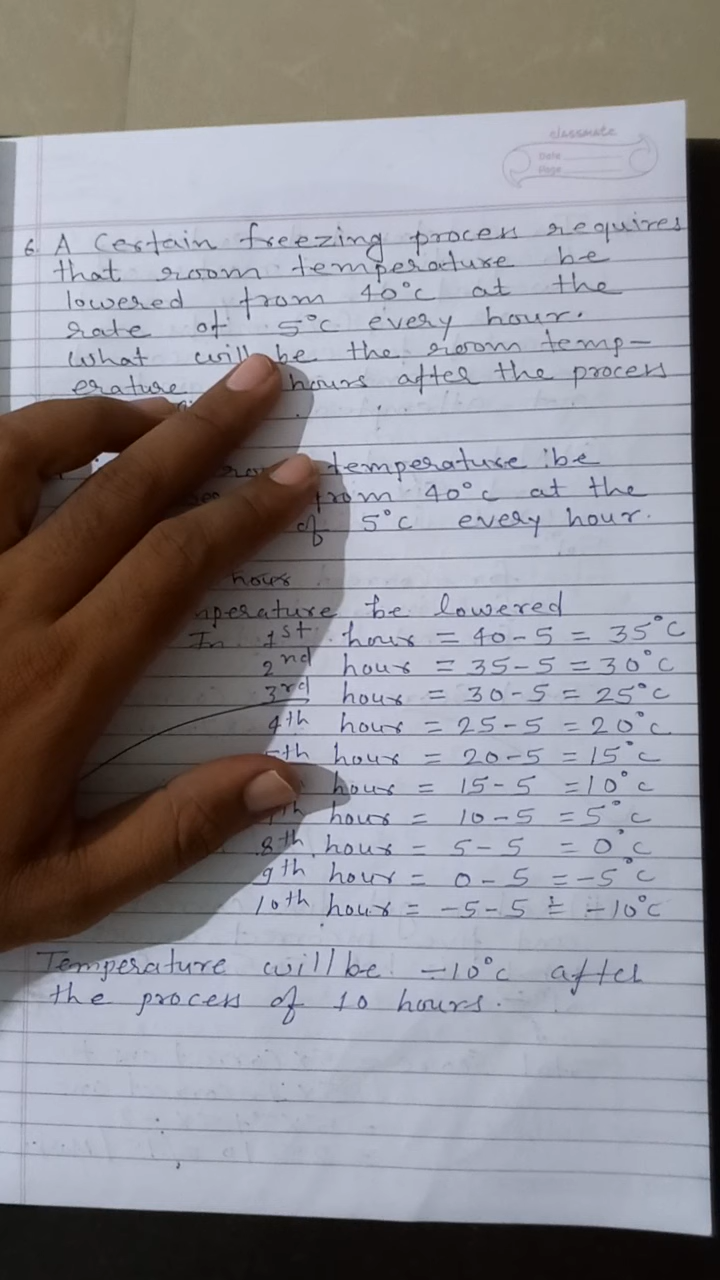 classmate
Date
Page
6. A Certain freezing process requires
that room temperature be
lowered from 40°c at the
rate of 5°c every hour.
What will be the room temp-
erature hours after the process
temperature be
from 40°c at the
of 5°c every hour.
hours
mperature be lowered
In 1st hour = 40-5 = 35°C
2nd hour = 35-5 = 30°C
3rd hour = 30-5 = 25°C
4th hour = 25-5 = 20°c
th hour = 20-5 = 15°c
hour = 15-5 = 10°c
th hour = 10-5 = 5°c
8th hour = 5-5 = 0°c
9th hour = 0-5 = -5°C
10th hour = -5-5 = -10°C
Temperature will be -10°c after
the process of 10 hours.